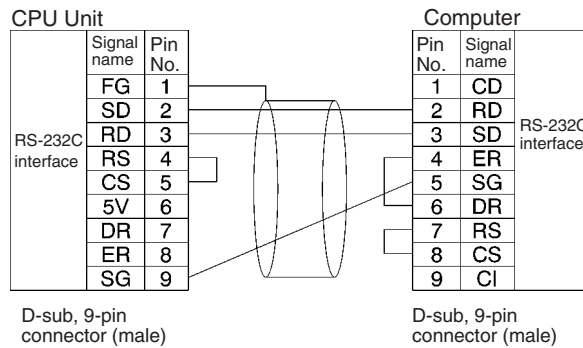 CPU Unit
Computer
Signal name
Pin No.
Pin No.
Signal name
RS-232C interface
RS-232C interface
FG 1
SD 2
RD 3
RS 4
CS 5
5V 6
DR 7
ER 8
SG 9
1 CD
2 RD
3 SD
4 ER
5 SG
6 DR
7 RS
8 CS
9 CI
D-sub, 9-pin
connector (male)
D-sub, 9-pin
connector (male)